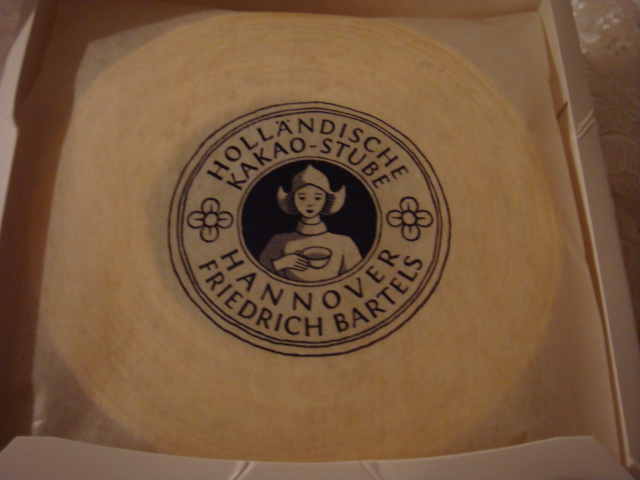 HOLLÄNDISCHE
KAKAO-STUBE
HANNOVER
FRIEDRICH BARTELS